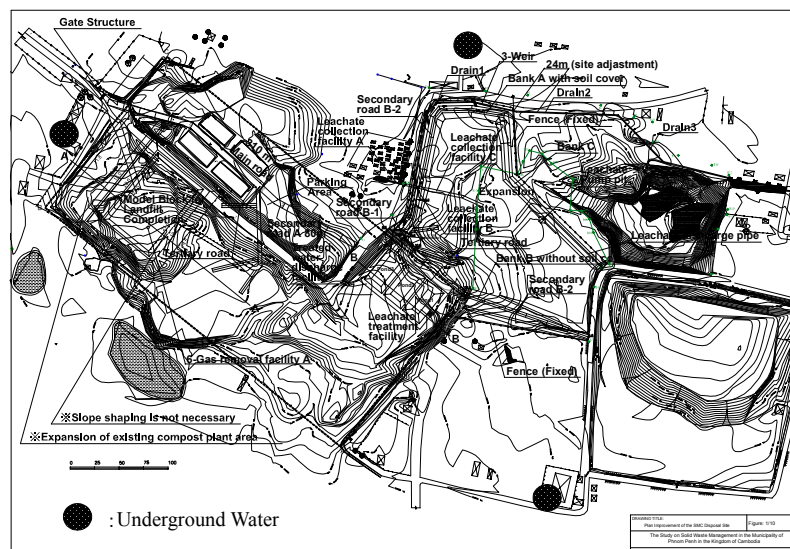 Gate Structure
3-Weir
24m (site adjustment)
Drain1
Bank A with soil cover
Drain2
Secondary
road B-2
Fence (Fixed)
Drain3
Leachate
collection
facility A
Leachate
collection
facility C
Bank C
840 m
Main road
Parking
Area
Expansion
Secondary
road B-1
Landfill
Completion
Leachate
collection
facility B
Tertiary road
Tertiary road
Bank B without soil
Secondary
road B-2
Leachate
treatment
facility
B
B
A
Fence (Fixed)
6-Gas removal facility A
※Slope shaping is not necessary
※Expansion of existing compost plant area
0 25 50 75 100
: Underground Water
DRAWING TITLE:
Plan Improvement of the SMC Disposal Site
Figure: 1/10
The Study on Solid Waste Management in the Municipality of
Phnom Penh in the Kingdom of Cambodia